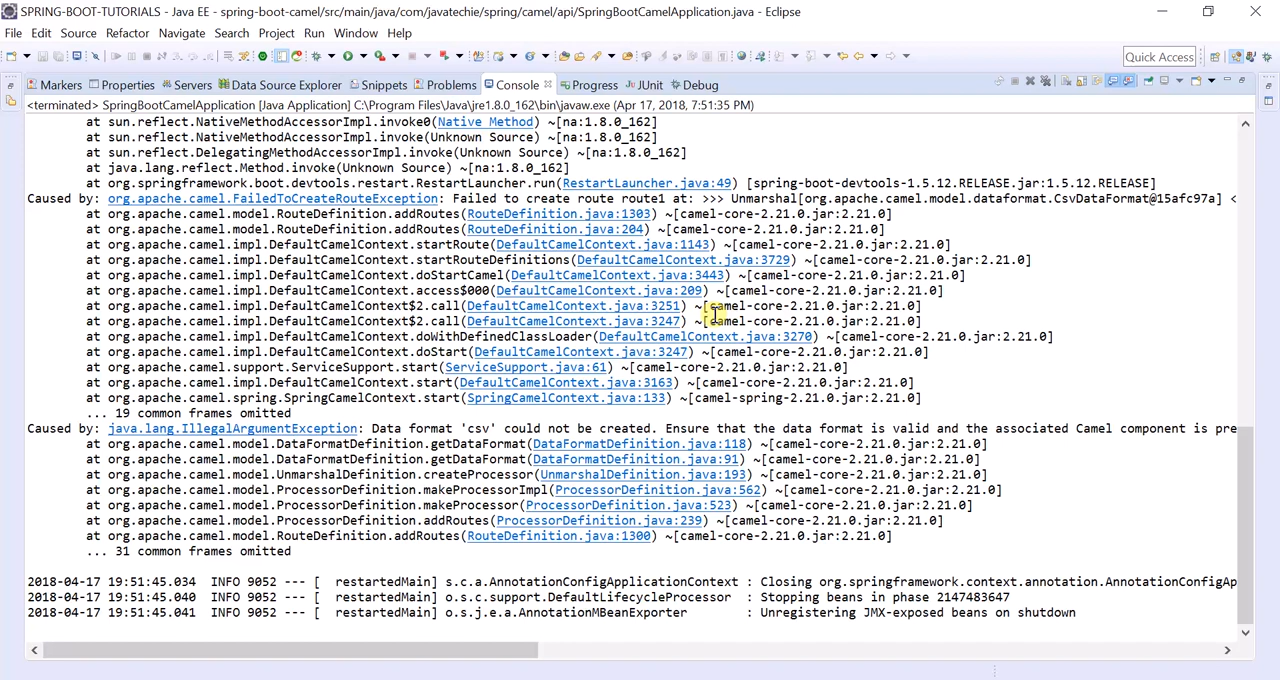 SPRING-BOOT-TUTORIALS - Java EE - spring-boot-camel/src/main/java/com/javatechie/spring/camel/api/SpringBootCamelApplication.java - Eclipse
File Edit Source Refactor Navigate Search Project Run Window Help
Quick Access
Markers Properties Servers Data Source Explorer Snippets Problems Console Progress JUnit Debug
<terminated> SpringBootCamelApplication [Java Application] C:\Program Files\Java\jre1.8.0_162\bin\javaw.exe (Apr 17, 2018, 7:51:35 PM)
at sun.reflect.NativeMethodAccessorImpl.invoke0(Native Method) ~[na:1.8.0_162]
at sun.reflect.NativeMethodAccessorImpl.invoke(Unknown Source) ~[na:1.8.0_162]
at sun.reflect.DelegatingMethodAccessorImpl.invoke(Unknown Source) ~[na:1.8.0_162]
at java.lang.reflect.Method.invoke(Unknown Source) ~[na:1.8.0_162]
at org.springframework.boot.devtools.restart.RestartLauncher.run(RestartLauncher.java:49) [spring-boot-devtools-1.5.12.RELEASE.jar:1.5.12.RELEASE]
Caused by: org.apache.camel.FailedToCreateRouteException: Failed to create route route1 at: >>> Unmarshal[org.apache.camel.model.dataformat.CsvDataFormat@15afc97a] <
at org.apache.camel.model.RouteDefinition.addRoutes(RouteDefinition.java:1303) ~[camel-core-2.21.0.jar:2.21.0]
at org.apache.camel.model.RouteDefinition.addRoutes(RouteDefinition.java:204) ~[camel-core-2.21.0.jar:2.21.0]
at org.apache.camel.impl.DefaultCamelContext.startRoute(DefaultCamelContext.java:1143) ~[camel-core-2.21.0.jar:2.21.0]
at org.apache.camel.impl.DefaultCamelContext.startRouteDefinitions(DefaultCamelContext.java:3729) ~[camel-core-2.21.0.jar:2.21.0]
at org.apache.camel.impl.DefaultCamelContext.doStartCamel(DefaultCamelContext.java:3443) ~[camel-core-2.21.0.jar:2.21.0]
at org.apache.camel.impl.DefaultCamelContext.access$000(DefaultCamelContext.java:209) ~[camel-core-2.21.0.jar:2.21.0]
at org.apache.camel.impl.DefaultCamelContext$2.call(DefaultCamelContext.java:3251) ~[camel-core-2.21.0.jar:2.21.0]
at org.apache.camel.impl.DefaultCamelContext$2.call(DefaultCamelContext.java:3247) ~[camel-core-2.21.0.jar:2.21.0]
at org.apache.camel.impl.DefaultCamelContext.doWithDefinedClassLoader(DefaultCamelContext.java:3270) ~[camel-core-2.21.0.jar:2.21.0]
at org.apache.camel.impl.DefaultCamelContext.doStart(DefaultCamelContext.java:3247) ~[camel-core-2.21.0.jar:2.21.0]
at org.apache.camel.support.ServiceSupport.start(ServiceSupport.java:61) ~[camel-core-2.21.0.jar:2.21.0]
at org.apache.camel.impl.DefaultCamelContext.start(DefaultCamelContext.java:3163) ~[camel-core-2.21.0.jar:2.21.0]
at org.apache.camel.spring.SpringCamelContext.start(SpringCamelContext.java:133) ~[camel-spring-2.21.0.jar:2.21.0]
... 19 common frames omitted
Caused by: java.lang.IllegalArgumentException: Data format 'csv' could not be created. Ensure that the data format is valid and the associated Camel component is pre
at org.apache.camel.model.DataFormatDefinition.getDataFormat(DataFormatDefinition.java:118) ~[camel-core-2.21.0.jar:2.21.0]
at org.apache.camel.model.DataFormatDefinition.getDataFormat(DataFormatDefinition.java:91) ~[camel-core-2.21.0.jar:2.21.0]
at org.apache.camel.model.UnmarshalDefinition.createProcessor(UnmarshalDefinition.java:193) ~[camel-core-2.21.0.jar:2.21.0]
at org.apache.camel.model.ProcessorDefinition.makeProcessorImpl(ProcessorDefinition.java:562) ~[camel-core-2.21.0.jar:2.21.0]
at org.apache.camel.model.ProcessorDefinition.makeProcessor(ProcessorDefinition.java:523) ~[camel-core-2.21.0.jar:2.21.0]
at org.apache.camel.model.ProcessorDefinition.addRoutes(ProcessorDefinition.java:239) ~[camel-core-2.21.0.jar:2.21.0]
at org.apache.camel.model.RouteDefinition.addRoutes(RouteDefinition.java:1300) ~[camel-core-2.21.0.jar:2.21.0]
... 31 common frames omitted
2018-04-17 19:51:45.034 INFO 9052 --- [ restartedMain] s.c.a.AnnotationConfigApplicationContext : Closing org.springframework.context.annotation.AnnotationConfigAp
2018-04-17 19:51:45.040 INFO 9052 --- [ restartedMain] o.s.c.support.DefaultLifecycleProcessor : Stopping beans in phase 2147483647
2018-04-17 19:51:45.041 INFO 9052 --- [ restartedMain] o.s.j.e.a.AnnotationMBeanExporter : Unregistering JMX-exposed beans on shutdown